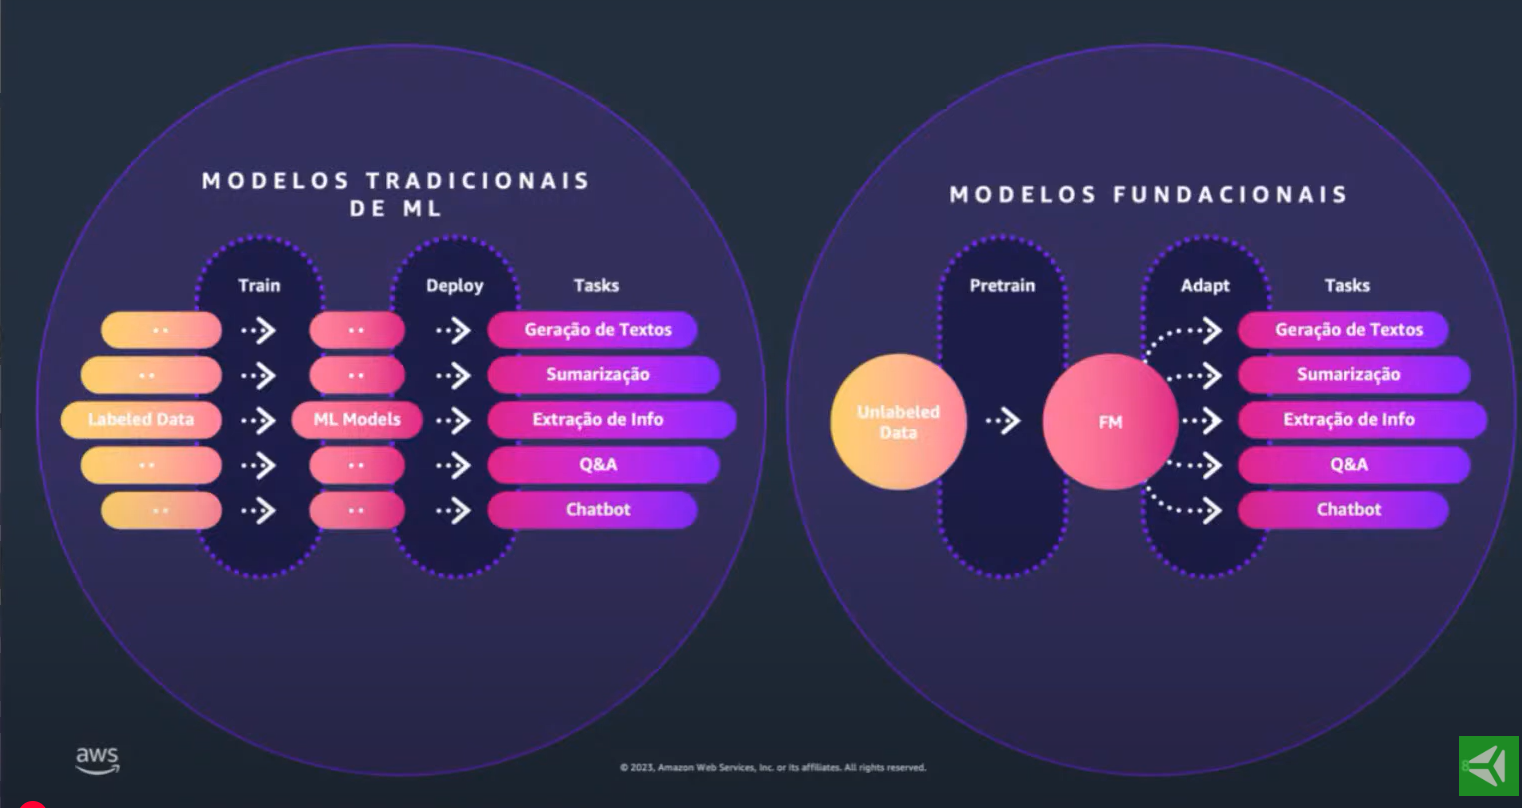 MODELOS TRADICIONAIS
DE ML
Train
Deploy
Tasks
..
..
Geração de Textos
..
..
Sumarização
Labeled Data
ML Models
Extração de Info
..
..
Q&A
..
..
Chatbot
MODELOS FUNDACIONAIS
Pretrain
Adapt
Tasks
Unlabeled
Data
FM
Geração de Textos
Sumarização
Extração de Info
Q&A
Chatbot
aws
© 2023, Amazon Web Services, Inc. or its affiliates. All rights reserved.
8